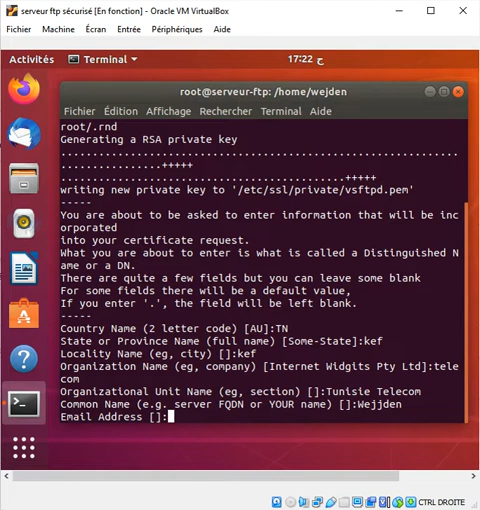 serveur ftp sécurisé [En fonction] - Oracle VM VirtualBox
Fichier Machine Écran Entrée Périphériques Aide
Activités Terminal 17:22 ح
root@serveur-ftp: /home/wejden
Fichier Édition Affichage Rechercher Terminal Aide
root/.rnd
Generating a RSA private key
................................................................
................+++++
...............................................+++++
writing new private key to '/etc/ssl/private/vsftpd.pem'
-----
You are about to be asked to enter information that will be inc
orporated
into your certificate request.
What you are about to enter is what is called a Distinguished N
ame or a DN.
There are quite a few fields but you can leave some blank
For some fields there will be a default value,
If you enter '.', the field will be left blank.
-----
Country Name (2 letter code) [AU]:TN
State or Province Name (full name) [Some-State]:kef
Locality Name (eg, city) []:kef
Organization Name (eg, company) [Internet Widgits Pty Ltd]:tele
com
Organizational Unit Name (eg, section) []:Tunisie Telecom
Common Name (e.g. server FQDN or YOUR name) []:Wejjden
Email Address []:
CTRL DROITE